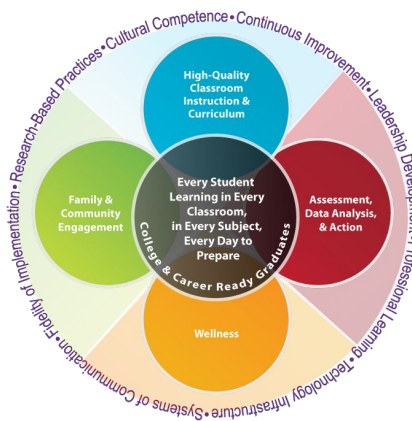 Fidelity of Implementation•Research-Based Practices•Cultural Competence•Continuous Improvement•Leadership Development•Professional Learning•Technology Infrastructure•Systems of Communication•
High-Quality
Classroom
Instruction &
Curriculum
Family &
Community
Engagement
Every Student
Learning in Every
Classroom,
in Every Subject,
Every Day to
Prepare
College & Career Ready Graduates
Assessment,
Data Analysis,
& Action
Wellness